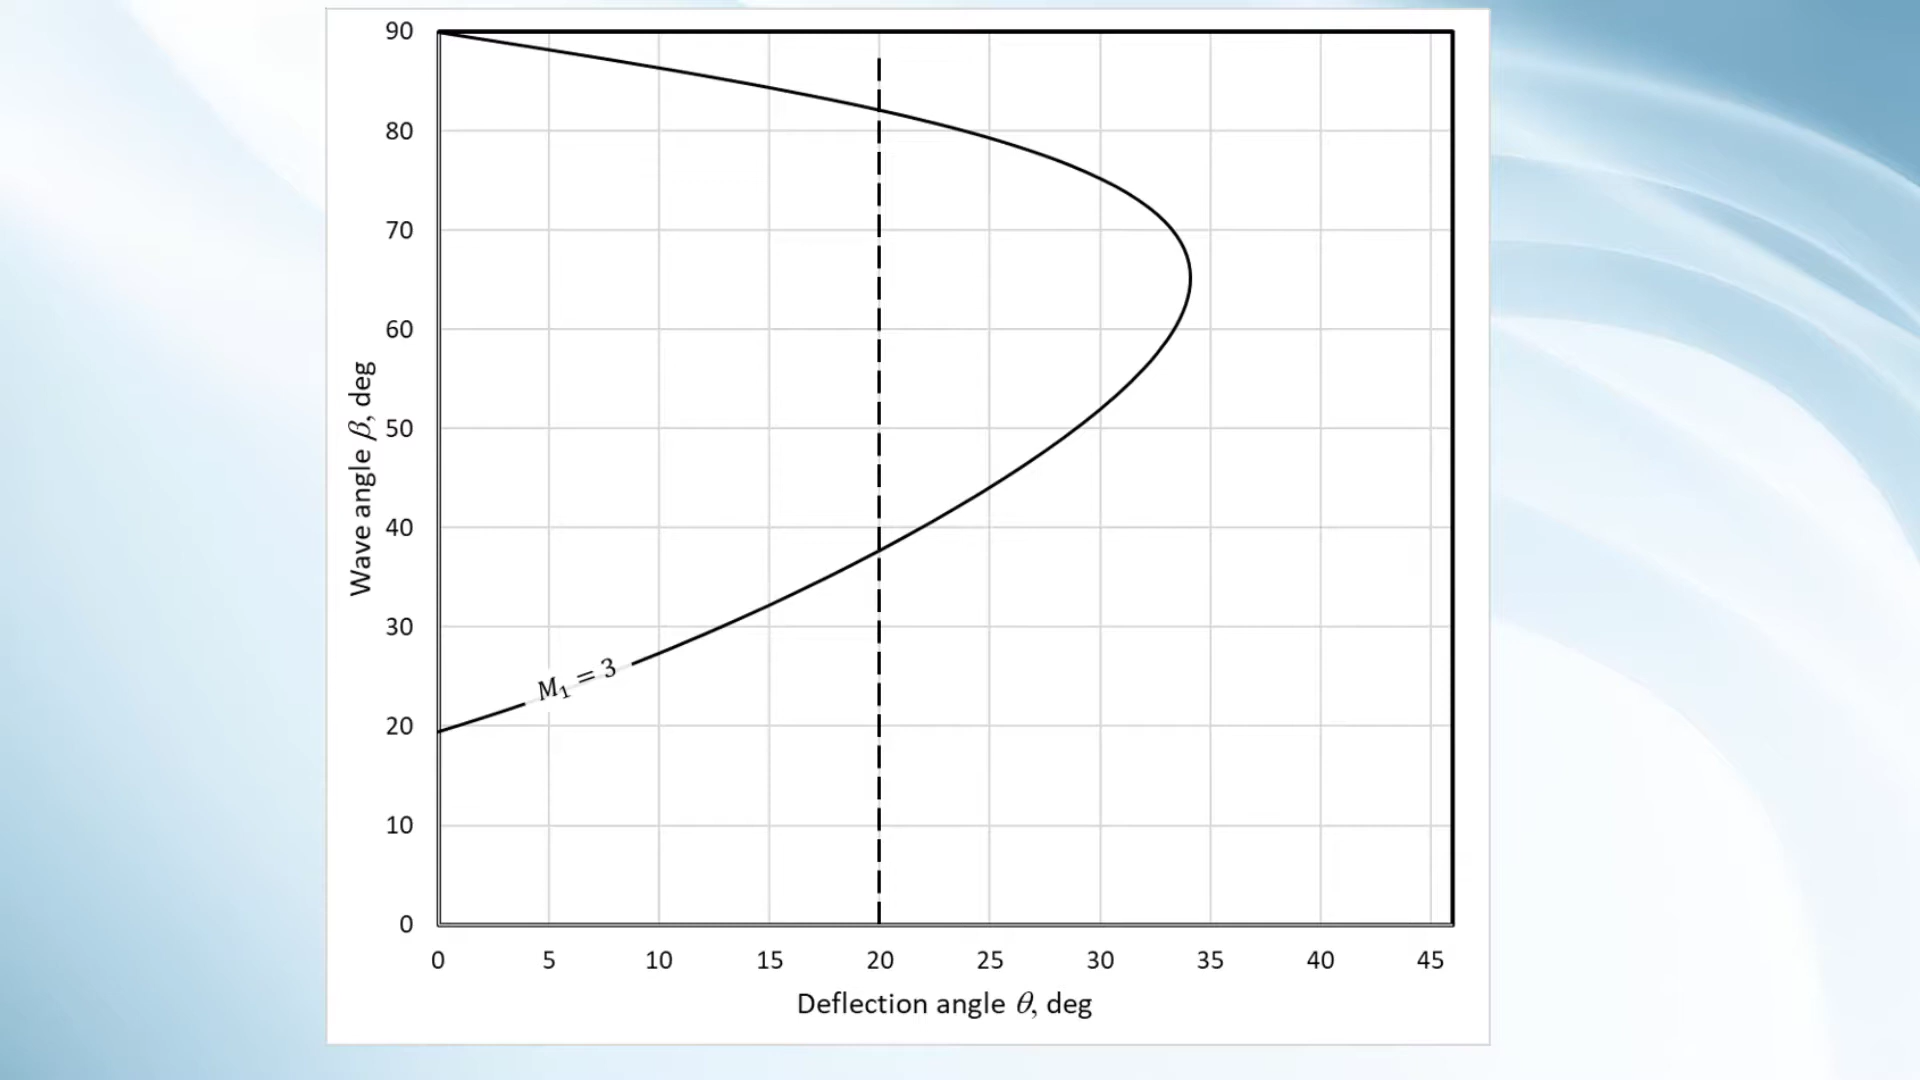 90
80
70
60
50
40
30
20
10
0
Wave angle β, deg
M₁ = 3
0 5 10 15 20 25 30 35 40 45
Deflection angle θ, deg